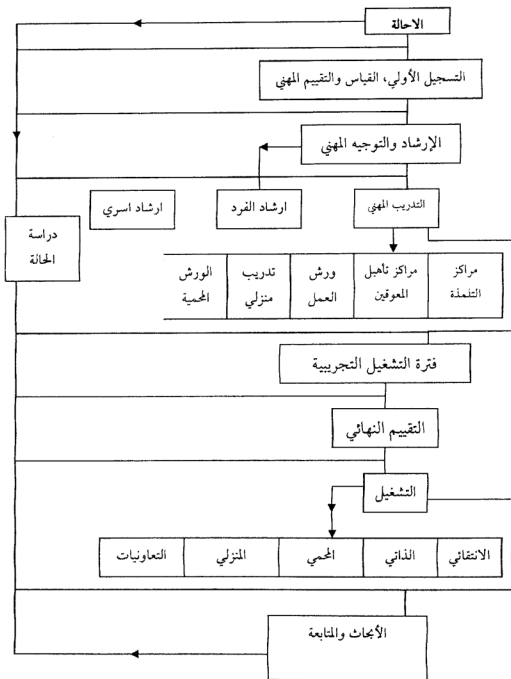 الاحالة
التسجيل الأولي، القياس والتقييم المهني
الإرشاد والتوجيه المهني
التدريب المهني
ارشاد الفرد
ارشاد اسري
دراسة
الحالة
مراكز
التلمذة
مراكز تأهيل
المعوقين
ورش
العمل
تدريب
منزلي
الورش
المحمية
فترة التشغيل التجريبية
التقييم النهائي
التشغيل
الانتقائي
الذاتي
المحمي
المنزلي
التعاونيات
الأبحاث والمتابعة